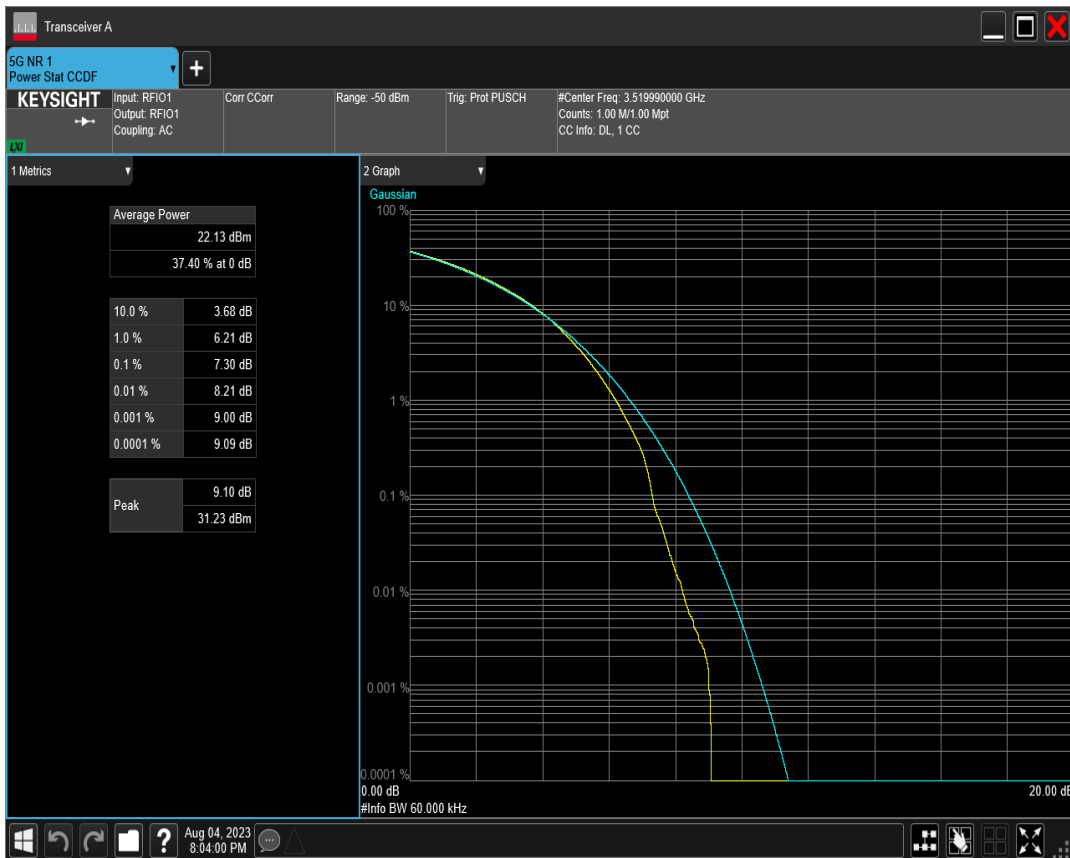 Transceiver A
5G NR 1
Power Stat CCDF
KEYSIGHT
LXI
Input: RFIO1
Output: RFIO1
Coupling: AC
Corr CCorr
Range: -50 dBm
Trig: Prot PUSCH
#Center Freq: 3.519990000 GHz
Counts: 1.00 M/1.00 Mpt
CC Info: DL, 1 CC
1 Metrics
Average Power
22.13 dBm
37.40 % at 0 dB
10.0 % 3.68 dB
1.0 % 6.21 dB
0.1 % 7.30 dB
0.01 % 8.21 dB
0.001 % 9.00 dB
0.0001 % 9.09 dB
Peak 9.10 dB
31.23 dBm
2 Graph
Gaussian
100 %
10 %
1 %
0.1 %
0.01 %
0.001 %
0.0001 %
0.00 dB 20.00 dB
#Info BW 60.000 kHz
Aug 04, 2023
8:04:00 PM